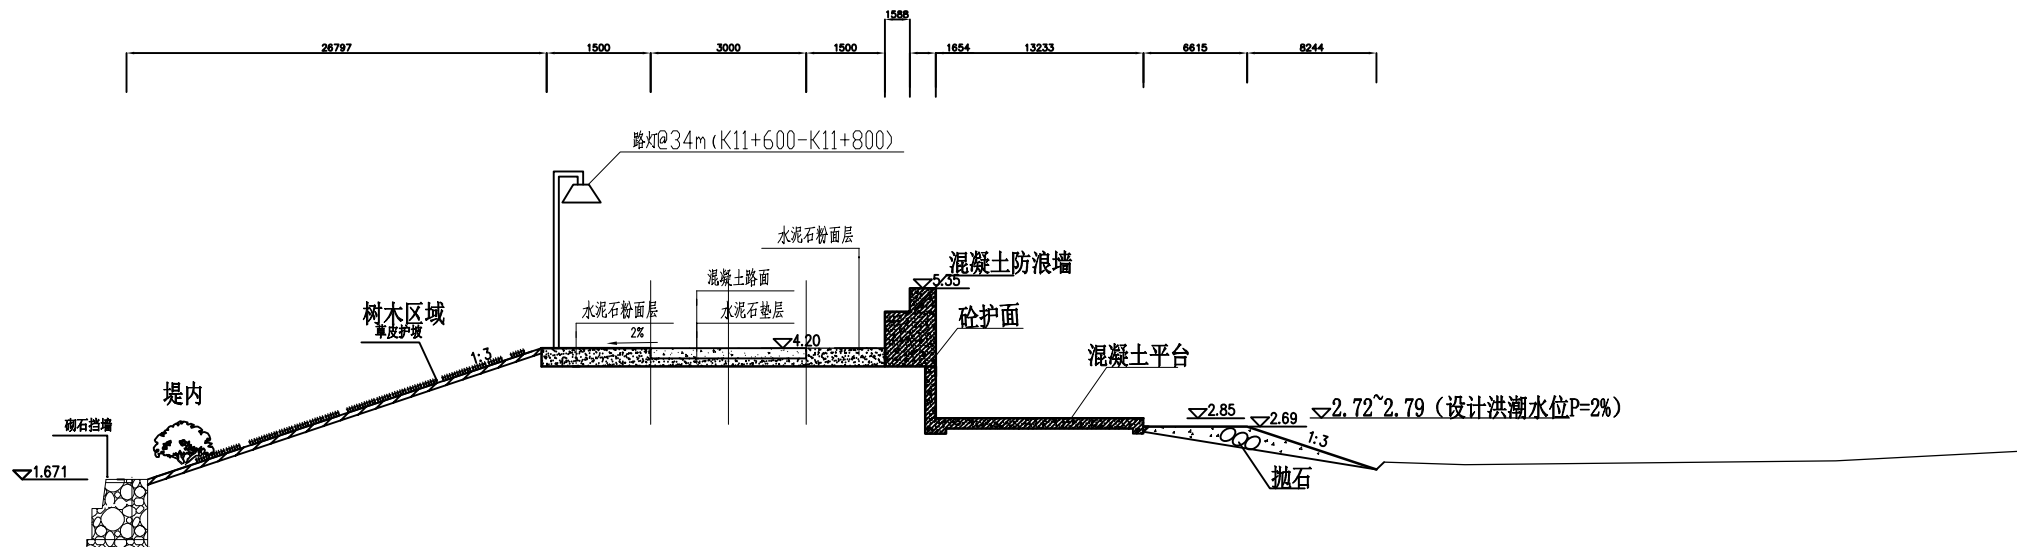 1588
26797 1500 3000 1500 1654 13233 6615 8244
路灯@34m(K11+600-K11+800)
水泥石粉面层
混凝土防浪墙
5.35
混凝土路面
水泥石粉面层 水泥石垫层
树木区域
草皮护坡
砼护面
2%
4.20
1:3
混凝土平台
堤内
2.85
2.69
2.72~2.79（设计洪潮水位P=2%）
砌石挡墙
1:3
1.671
抛石